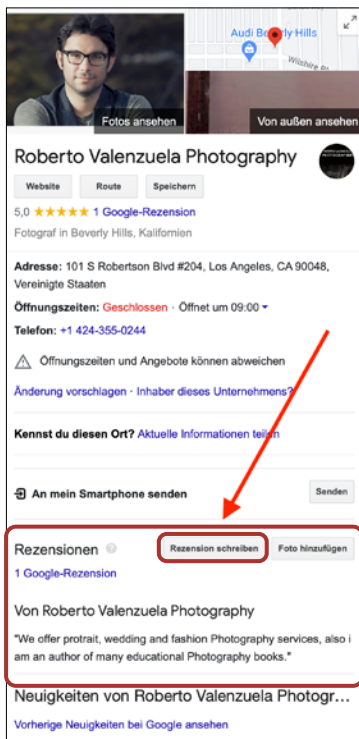 Audi Beverly Hills
Wilshire
Fotos ansehen
Von außen ansehen
Roberto Valenzuela Photography
Website Route Speichern
5,0 ★★★★★ 1 Google-Rezension
Fotograf in Beverly Hills, Kalifornien
Adresse: 101 S Robertson Blvd #204, Los Angeles, CA 90048,
Vereinigte Staaten
Öffnungszeiten: Geschlossen · Öffnet um 09:00
Telefon: +1 424-355-0244
Öffnungszeiten und Angebote können abweichen
Änderung vorschlagen · Inhaber dieses Unternehmens?
Kennst du diesen Ort? Aktuelle Informationen teilen
An mein Smartphone senden Senden
Rezensionen Rezension schreiben Foto hinzufügen
1 Google-Rezension
Von Roberto Valenzuela Photography
"We offer protrait, wedding and fashion Photography services, also i
am an author of many educational Photography books."
Neuigkeiten von Roberto Valenzuela Photogr...
Vorherige Neuigkeiten bei Google ansehen